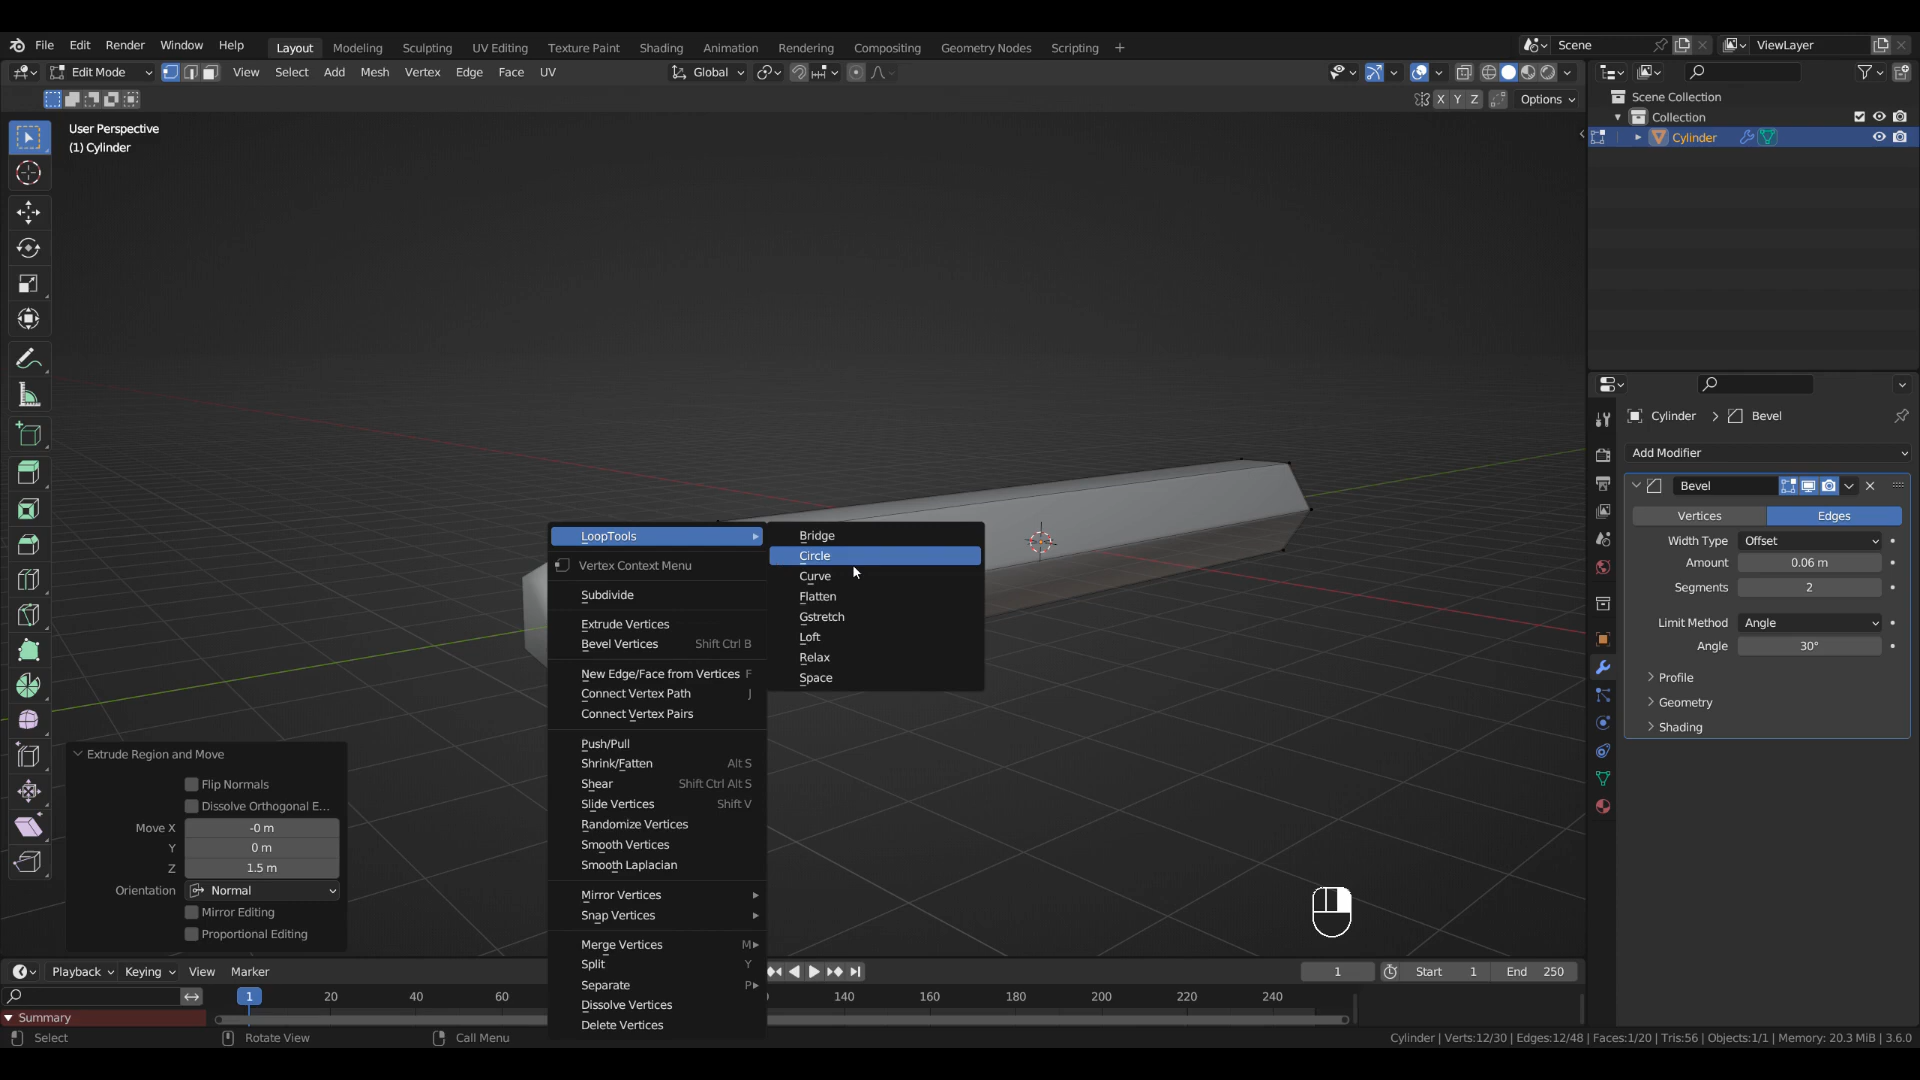 File Edit Render Window Help Layout Modeling Sculpting UV Editing Texture Paint Shading Animation Rendering Compositing Geometry Nodes Scripting + Scene ViewLayer
Edit Mode View Select Add Mesh Vertex Edge Face UV Global
X Y Z Options
User Perspective
(1) Cylinder
Scene Collection
Collection
Cylinder
Cylinder > Bevel
Add Modifier
Bevel
Vertices Edges
Width Type Offset
Amount 0.06 m
Segments 2
Limit Method Angle
Angle 30°
Profile
Geometry
Shading
LoopTools
Vertex Context Menu
Subdivide
Extrude Vertices
Bevel Vertices Shift Ctrl B
New Edge/Face from Vertices F
Connect Vertex Path J
Connect Vertex Pairs
Push/Pull
Shrink/Fatten Alt S
Shear Shift Ctrl Alt S
Slide Vertices Shift V
Randomize Vertices
Smooth Vertices
Smooth Laplacian
Mirror Vertices
Snap Vertices
Merge Vertices M
Split Y
Separate P
Dissolve Vertices
Delete Vertices
Bridge
Circle
Curve
Flatten
Gstretch
Loft
Relax
Space
Extrude Region and Move
Flip Normals
Dissolve Orthogonal E...
Move X -0 m
Y 0 m
Z 1.5 m
Orientation Normal
Mirror Editing
Proportional Editing
Playback Keying View Marker 1 Start 1 End 250
1 20 40 60 140 160 180 200 220 240
Summary
Select Rotate View Call Menu Cylinder | Verts:12/30 | Edges:12/48 | Faces:1/20 | Tris:56 | Objects:1/1 | Memory: 20.3 MiB | 3.6.0